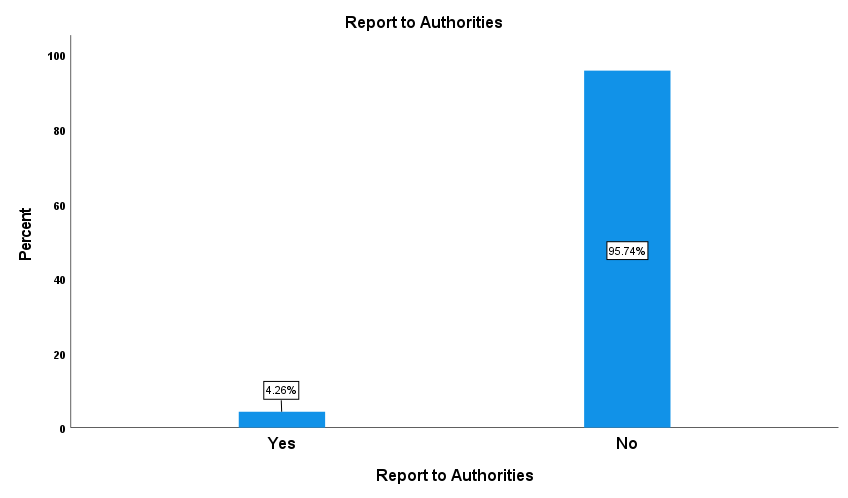 Report to Authorities
Percent
100
80
60
40
20
0
4.26%
95.74%
Yes
No
Report to Authorities